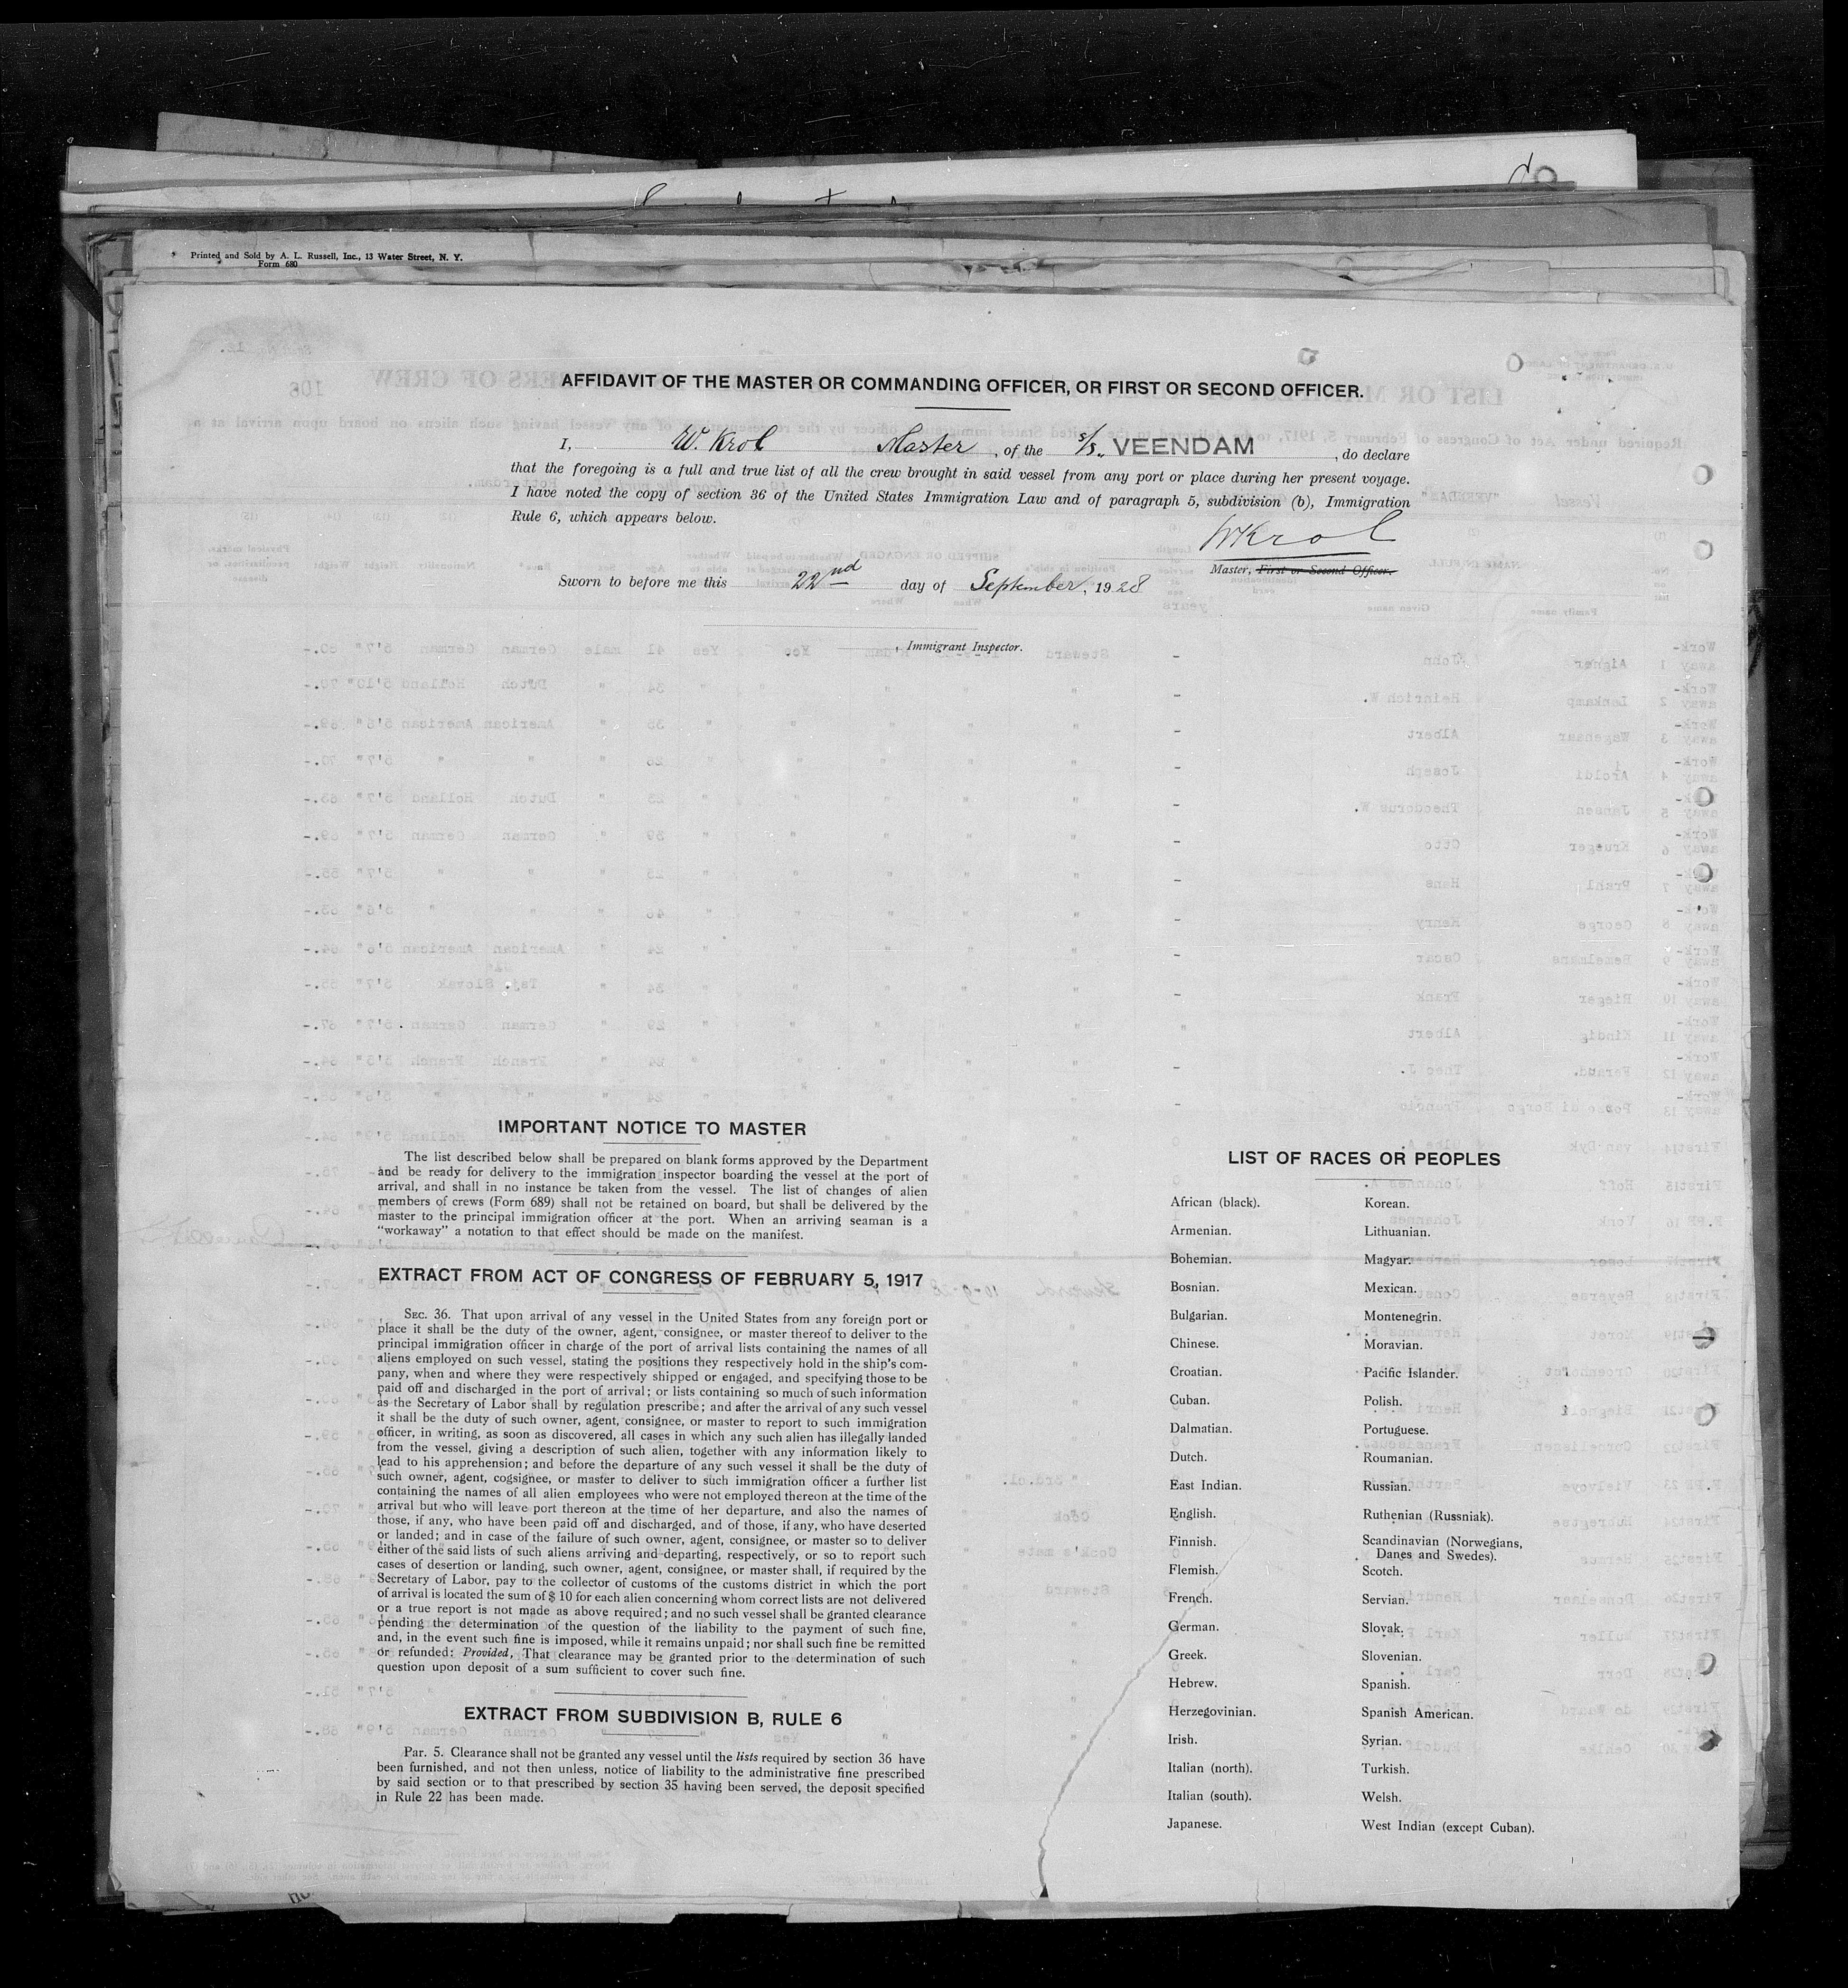 Printed and Sold by A. L. Russell, Inc., 13 Water Street, N. Y.
Form 680
AFFIDAVIT OF THE MASTER OR COMMANDING OFFICER, OR FIRST OR SECOND OFFICER.
I, W. Krol Master, of the s/s. VEENDAM, do declare
that the foregoing is a full and true list of all the crew brought in said vessel from any port or place during her present voyage.
I have noted the copy of section 36 of the United States Immigration Law and of paragraph 5, subdivision (b), Immigration
Rule 6, which appears below.
WKrol
Master, First or Second Officer.
Sworn to before me this 22nd day of September, 1928
, Immigrant Inspector.
IMPORTANT NOTICE TO MASTER
The list described below shall be prepared on blank forms approved by the Department
and be ready for delivery to the immigration inspector boarding the vessel at the port of
arrival, and shall in no instance be taken from the vessel. The list of changes of alien
members of crews (Form 689) shall not be retained on board, but shall be delivered by the
master to the principal immigration officer at the port. When an arriving seaman is a
"workaway" a notation to that effect should be made on the manifest.
EXTRACT FROM ACT OF CONGRESS OF FEBRUARY 5, 1917
SEC. 36. That upon arrival of any vessel in the United States from any foreign port or
place it shall be the duty of the owner, agent, consignee, or master thereof to deliver to the
principal immigration officer in charge of the port of arrival lists containing the names of all
aliens employed on such vessel, stating the positions they respectively hold in the ship's com-
pany, when and where they were respectively shipped or engaged, and specifying those to be
paid off and discharged in the port of arrival; or lists containing so much of such information
as the Secretary of Labor shall by regulation prescribe; and after the arrival of any such vessel
it shall be the duty of such owner, agent, consignee, or master to report to such immigration
officer, in writing, as soon as discovered, all cases in which any such alien has illegally landed
from the vessel, giving a description of such alien, together with any information likely to
lead to his apprehension; and before the departure of any such vessel it shall be the duty of
such owner, agent, cogsignee, or master to deliver to such immigration officer a further list
containing the names of all alien employees who were not employed thereon at the time of the
arrival but who will leave port thereon at the time of her departure, and also the names of
those, if any, who have been paid off and discharged, and of those, if any, who have deserted
or landed; and in case of the failure of such owner, agent, consignee, or master so to deliver
either of the said lists of such aliens arriving and departing, respectively, or so to report such
cases of desertion or landing, such owner, agent, consignee, or master shall, if required by the
Secretary of Labor, pay to the collector of customs of the customs district in which the port
of arrival is located the sum of $10 for each alien concerning whom correct lists are not delivered
or a true report is not made as above required; and no such vessel shall be granted clearance
pending the determination of the question of the liability to the payment of such fine,
and, in the event such fine is imposed, while it remains unpaid; nor shall such fine be remitted
or refunded: Provided, That clearance may be granted prior to the determination of such
question upon deposit of a sum sufficient to cover such fine.
EXTRACT FROM SUBDIVISION B, RULE 6
Par. 5. Clearance shall not be granted any vessel until the lists required by section 36 have
been furnished, and not then unless, notice of liability to the administrative fine prescribed
by said section or to that prescribed by section 35 having been served, the deposit specified
in Rule 22 has been made.
LIST OF RACES OR PEOPLES
African (black).
Armenian.
Bohemian.
Bosnian.
Bulgarian.
Chinese.
Croatian.
Cuban.
Dalmatian.
Dutch.
East Indian.
English.
Finnish.
Flemish.
French.
German.
Greek.
Hebrew.
Herzegovinian.
Irish.
Italian (north).
Italian (south).
Japanese.
Korean.
Lithuanian.
Magyar.
Mexican.
Montenegrin.
Moravian.
Pacific Islander.
Polish.
Portuguese.
Roumanian.
Russian.
Ruthenian (Russniak).
Scandinavian (Norwegians,
Danes and Swedes).
Scotch.
Servian.
Slovak.
Slovenian.
Spanish.
Spanish American.
Syrian.
Turkish.
Welsh.
West Indian (except Cuban).